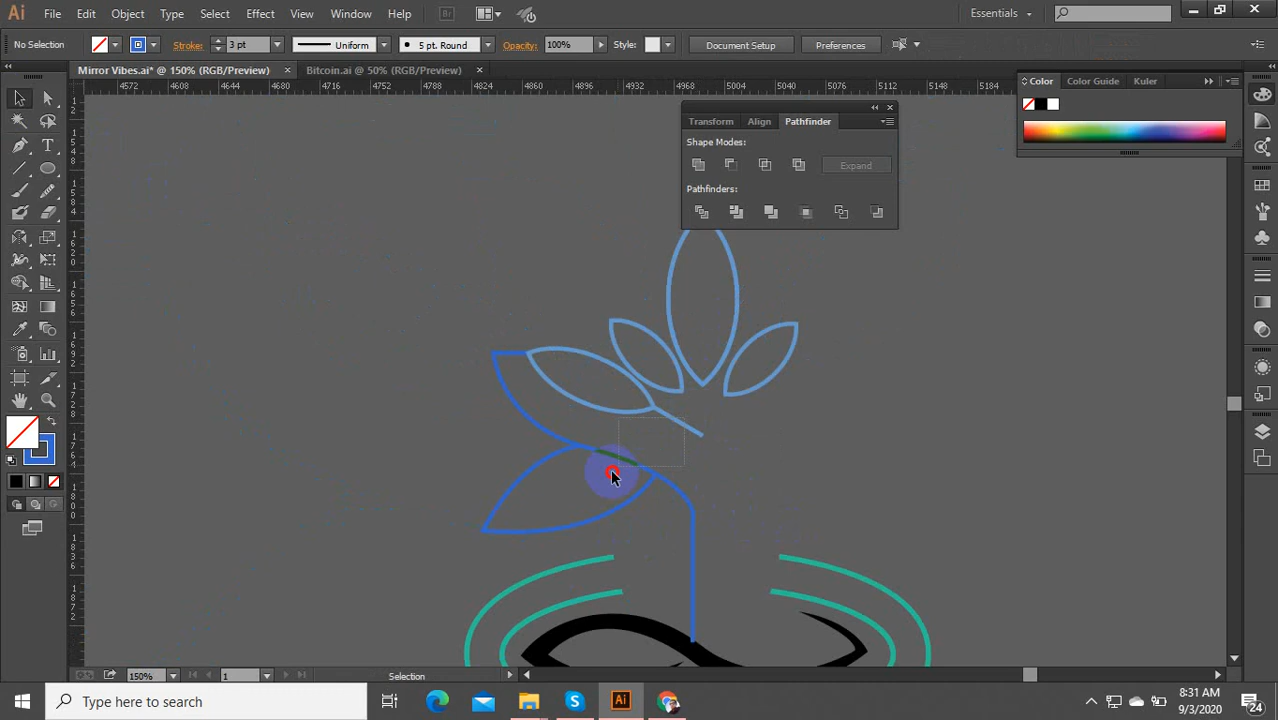 Ai File Edit Object Type Select Effect View Window Help Br Essentials
No Selection Stroke: 3 pt Uniform 5 pt. Round Opacity: 100% Style: Document Setup Preferences
Mirror Vibes.ai* @ 150% (RGB/Preview) × Bitcoin.ai @ 50% (RGB/Preview) ×
4572 4608 4644 4680 4716 4752 4788 4824 4860 4896 4932 4968 5004 5040 5076 5112 5148 5184
Color Color Guide Kuler
Transform Align Pathfinder
Shape Modes:
Expand
Pathfinders:
150% 1 Selection
Type here to search
Ai
8:31 AM
9/3/2020
24